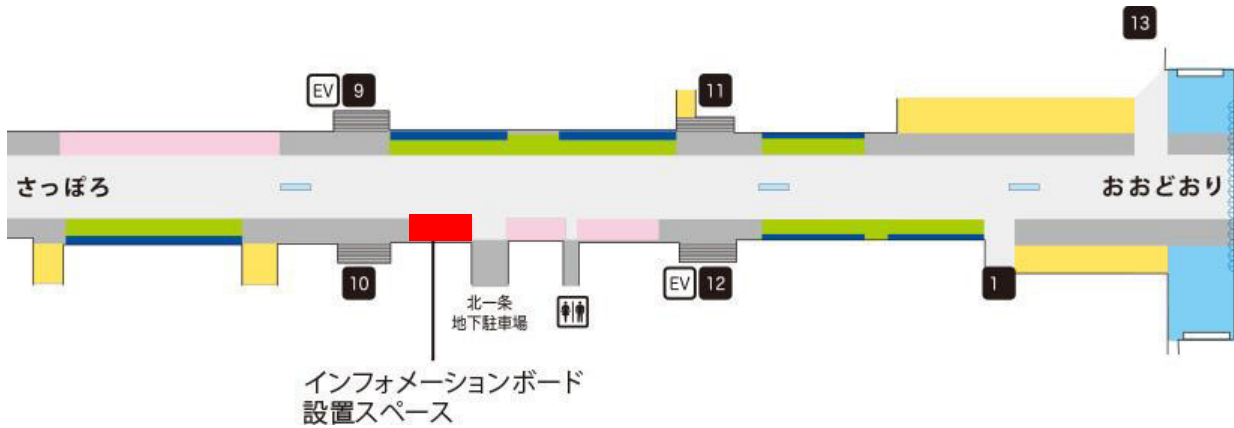 13
EV 9
11
さっぽろ
おおどおり
10
EV 12
1
北一条
地下駐車場
インフォメーションボード
設置スペース